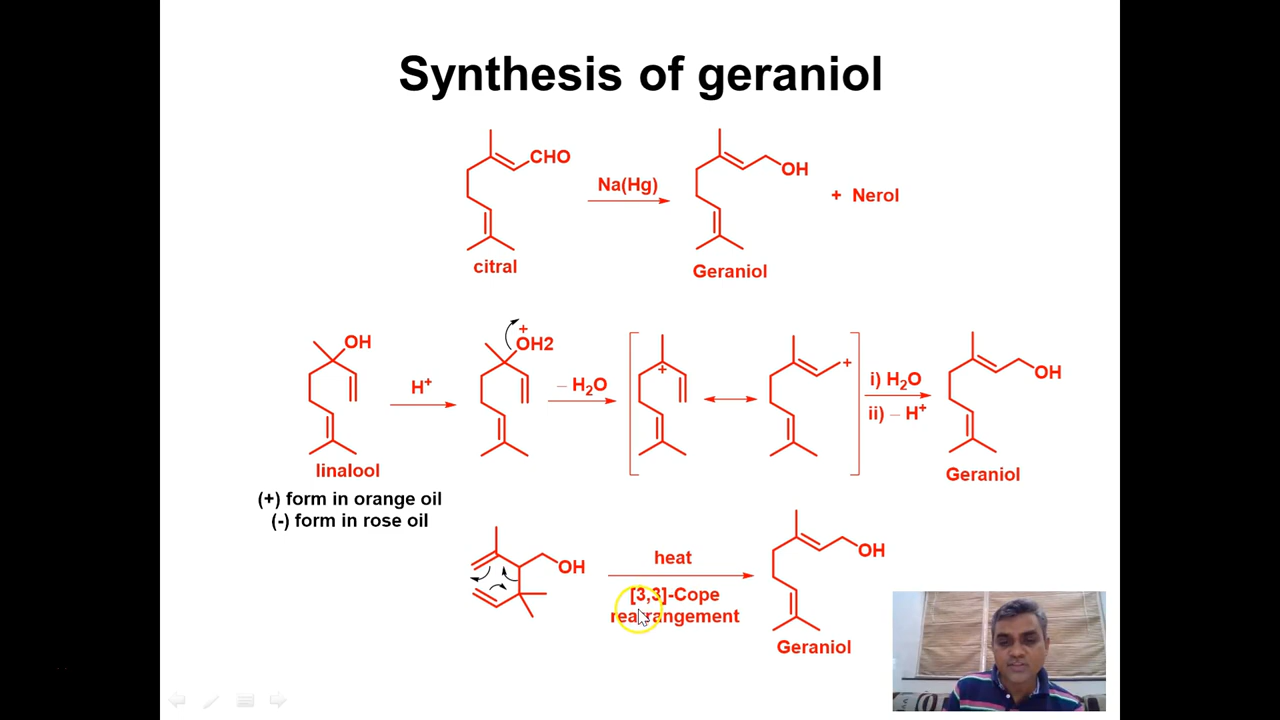 Synthesis of geraniol
CHO
Na(Hg)
OH
+ Nerol
citral
Geraniol
OH
H+
+
OH2
– H2O
+
+
i) H2O
ii) – H+
OH
linalool
Geraniol
(+) form in orange oil
(-) form in rose oil
OH
heat
[3,3]-Cope
rearrangement
OH
Geraniol